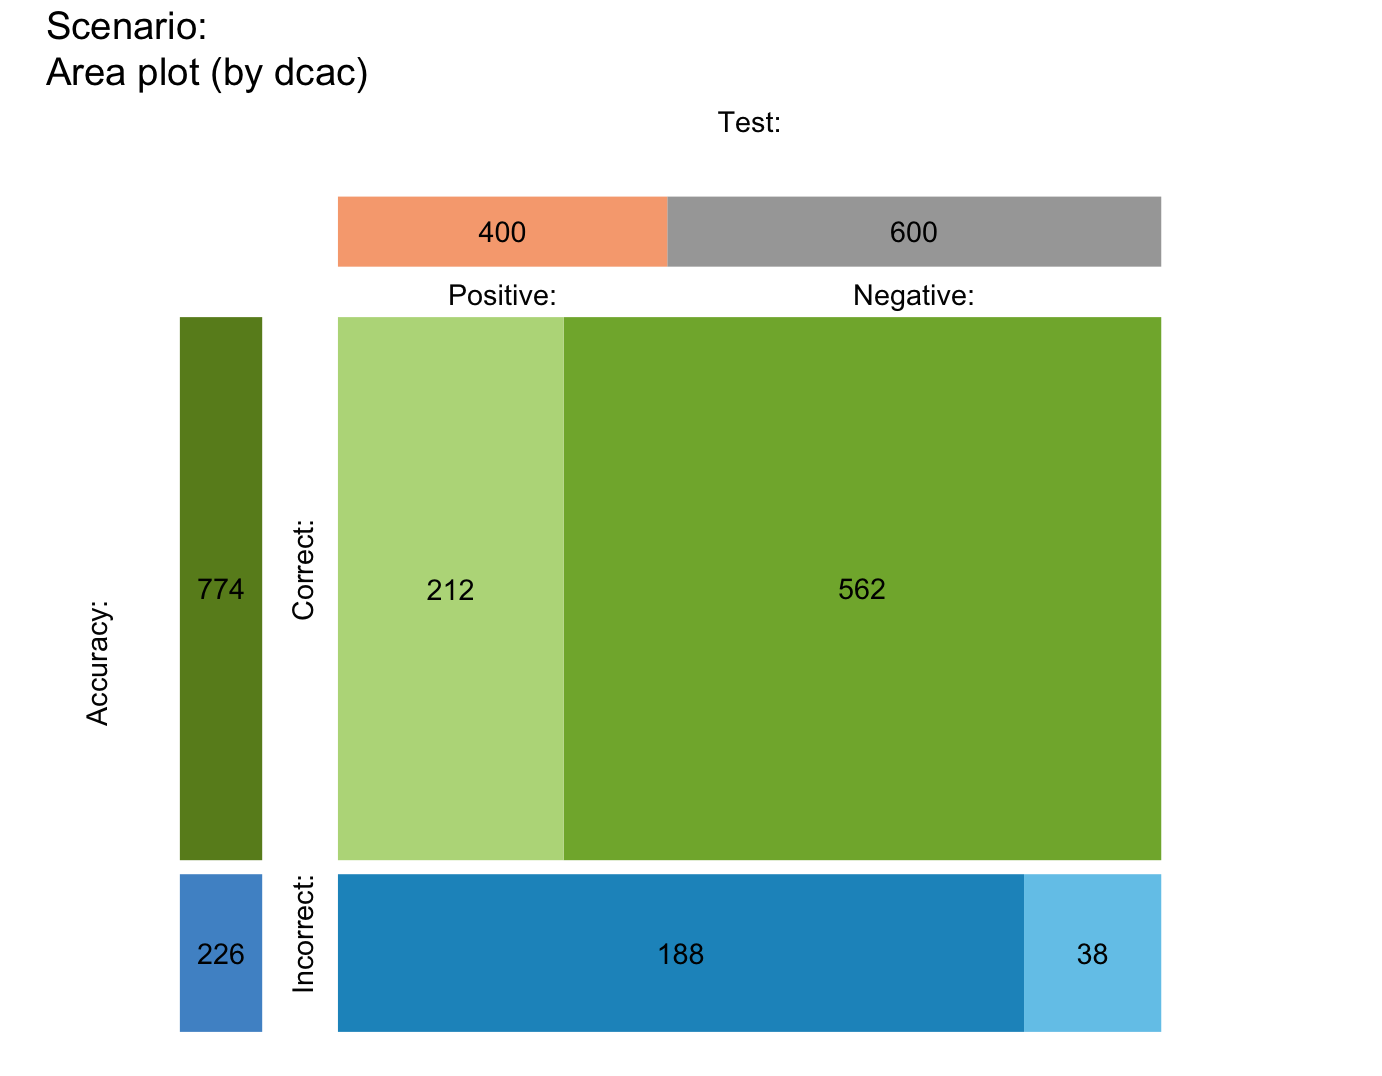 Scenario:
Area plot (by dcac)
Test:
400
600
Positive:
Negative:
Accuracy:
774
Correct:
212
562
226
Incorrect:
188
38